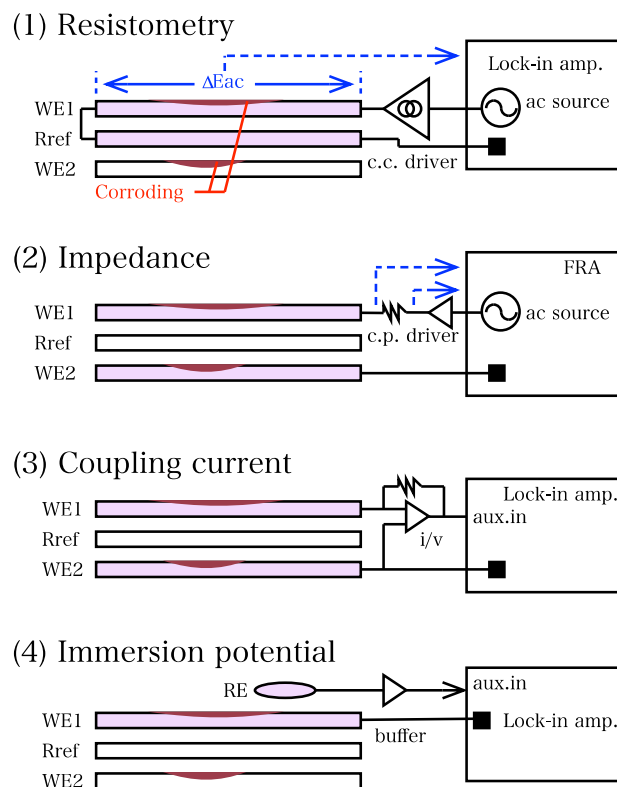 (1) Resistometry
Lock-in amp.
ΔEac
WE1
ac source
Rref
c.c. driver
WE2
Corroding
(2) Impedance
FRA
WE1
ac source
c.p. driver
Rref
WE2
(3) Coupling current
Lock-in amp.
WE1
aux.in
Rref
i/v
WE2
(4) Immersion potential
RE
aux.in
WE1
Lock-in amp.
buffer
Rref
WE2